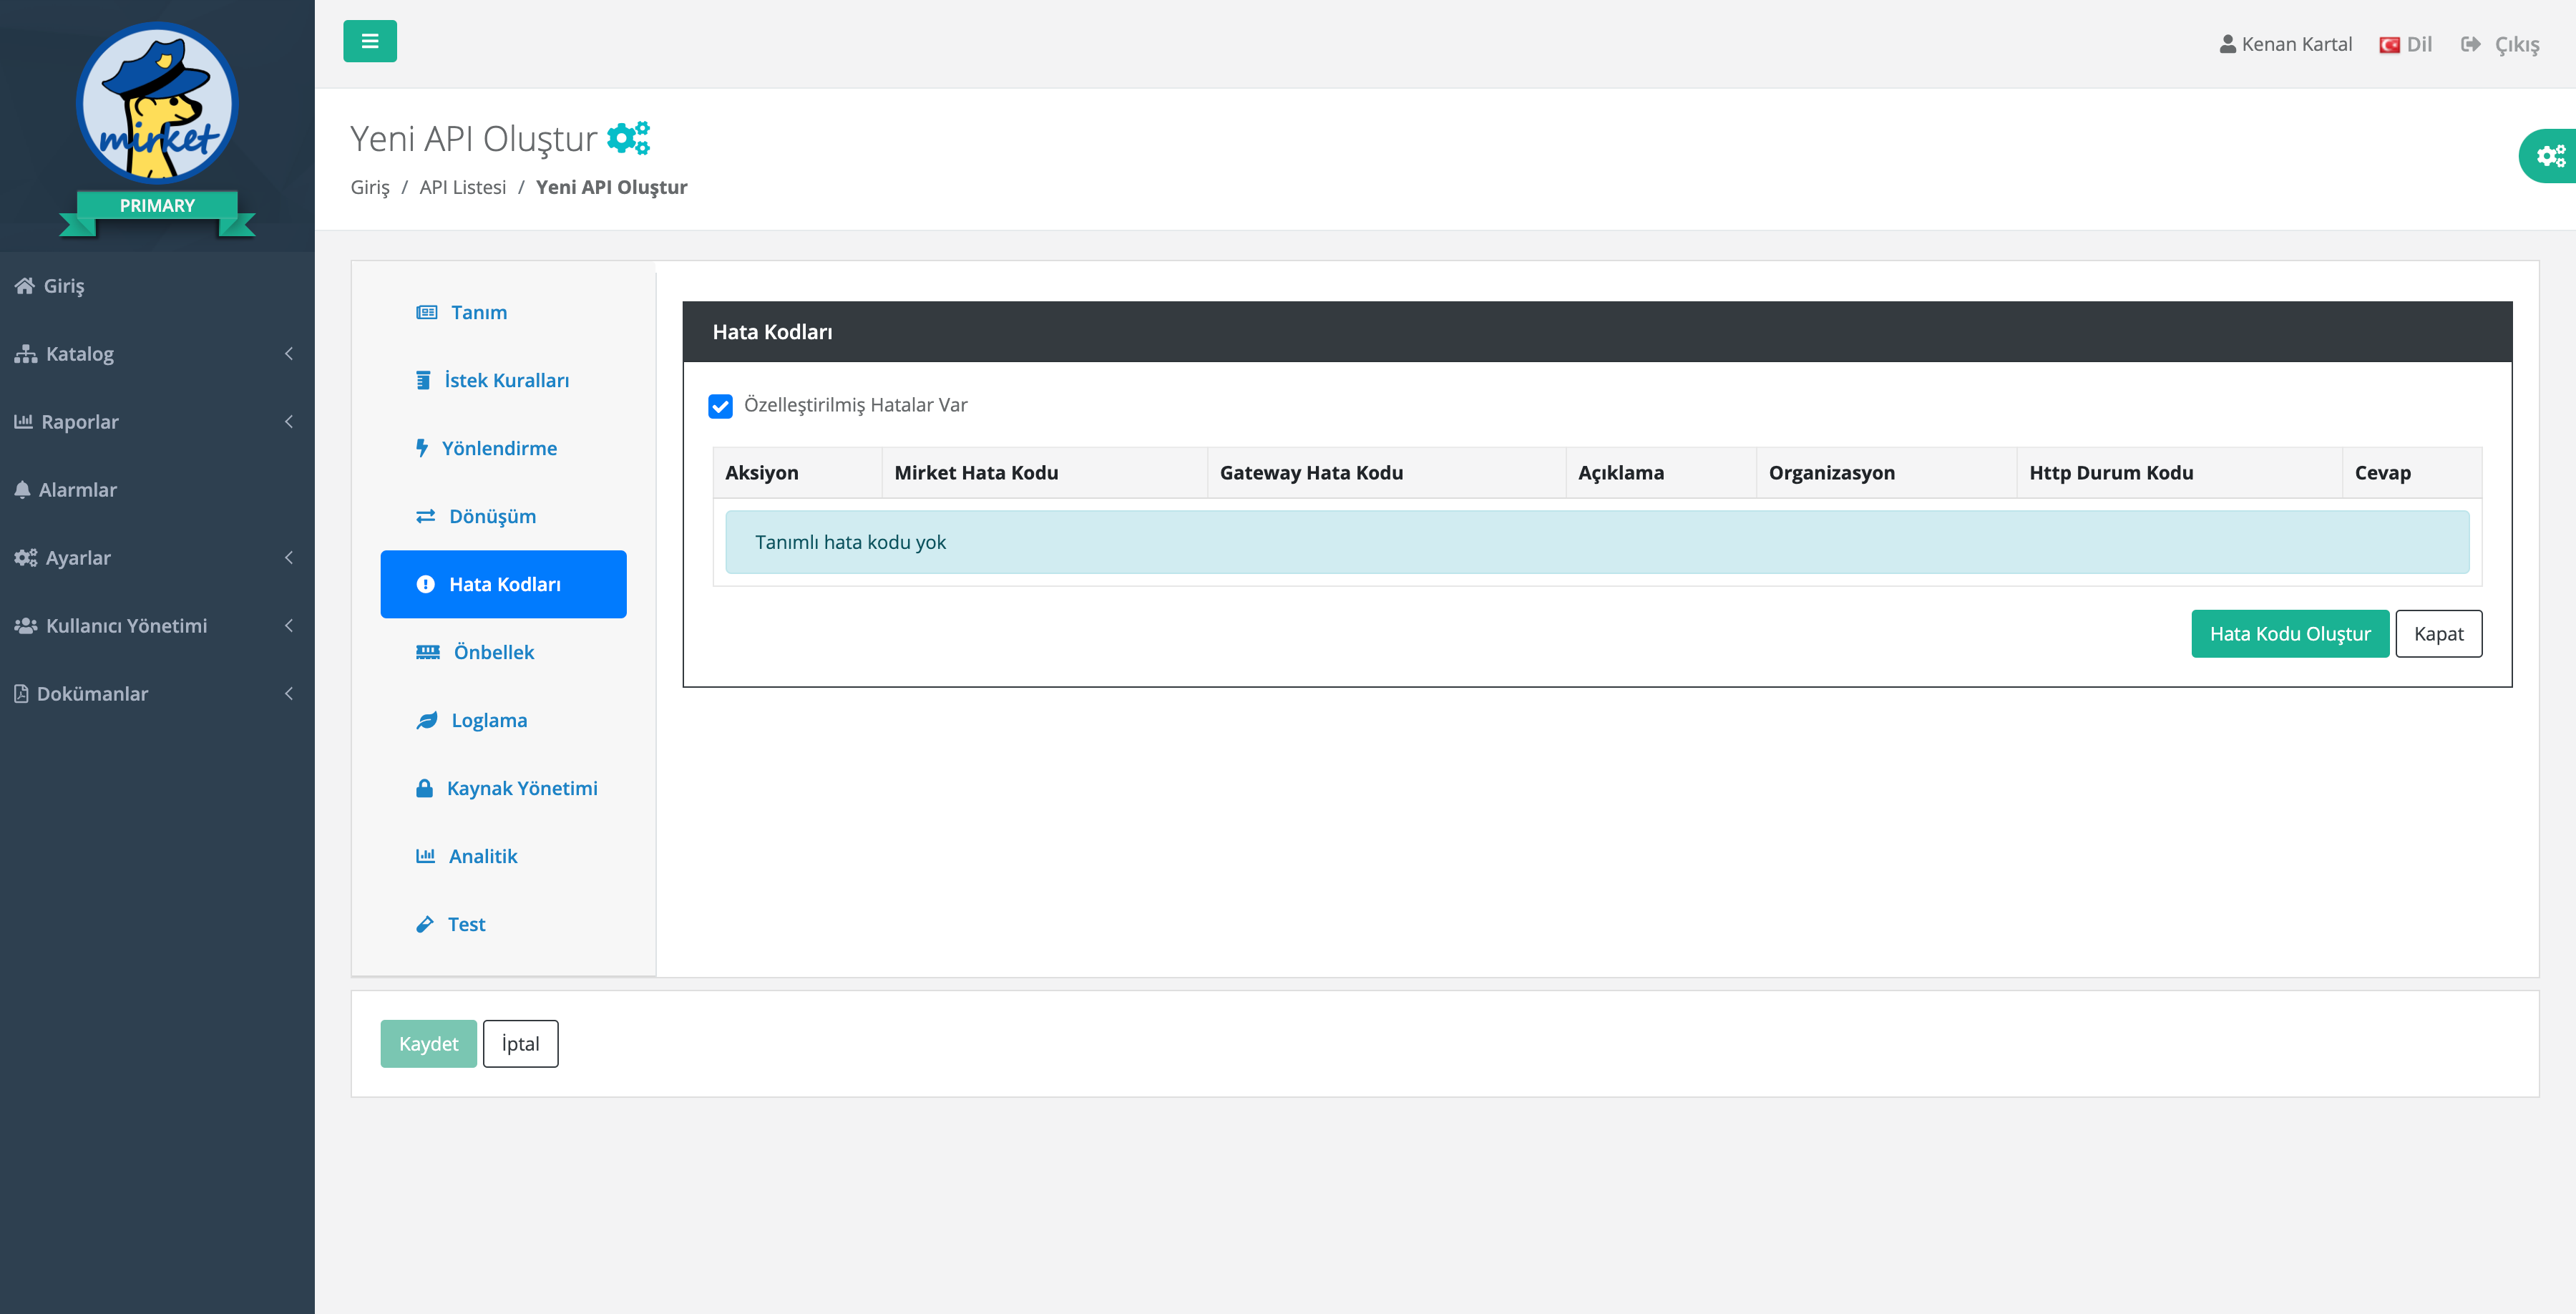 mirket
PRIMARY
Giriş
Katalog
Raporlar
Alarmlar
Ayarlar
Kullanıcı Yönetimi
Dokümanlar
Kenan Kartal
Dil
Çıkış
Yeni API Oluştur
Giriş / API Listesi / Yeni API Oluştur
Tanım
İstek Kuralları
Yönlendirme
Dönüşüm
Hata Kodları
Önbellek
Loglama
Kaynak Yönetimi
Analitik
Test
Hata Kodları
Özelleştirilmiş Hatalar Var
Aksiyon Mirket Hata Kodu Gateway Hata Kodu Açıklama Organizasyon Http Durum Kodu Cevap
Tanımlı hata kodu yok
Hata Kodu Oluştur Kapat
Kaydet İptal